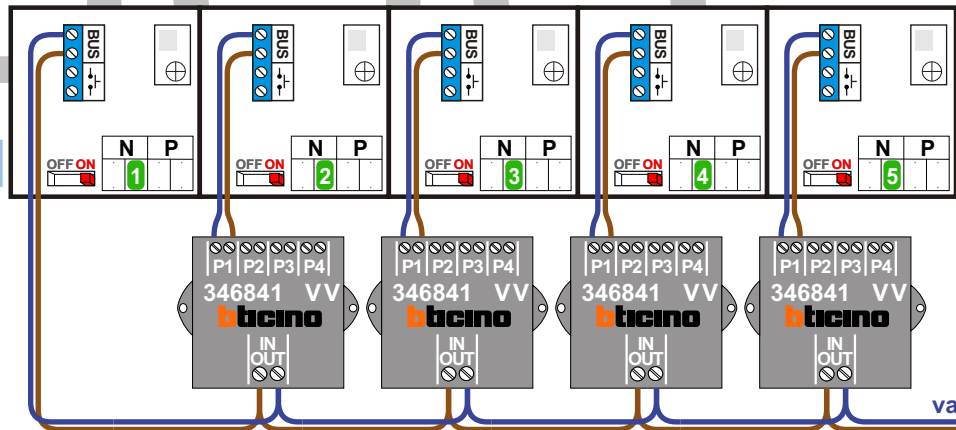 BUS BUS BUS BUS BUS
N P N P N P N P N P
OFF ON 1 OFF ON 2 OFF ON 3 OFF ON 4 OFF ON 5
P1 P2 P3 P4 P1 P2 P3 P4 P1 P2 P3 P4 P1 P2 P3 P4
346841 VV 346841 VV 346841 VV 346841 VV
bticino bticino bticino bticino
IN IN IN IN
OUT OUT OUT OUT
va